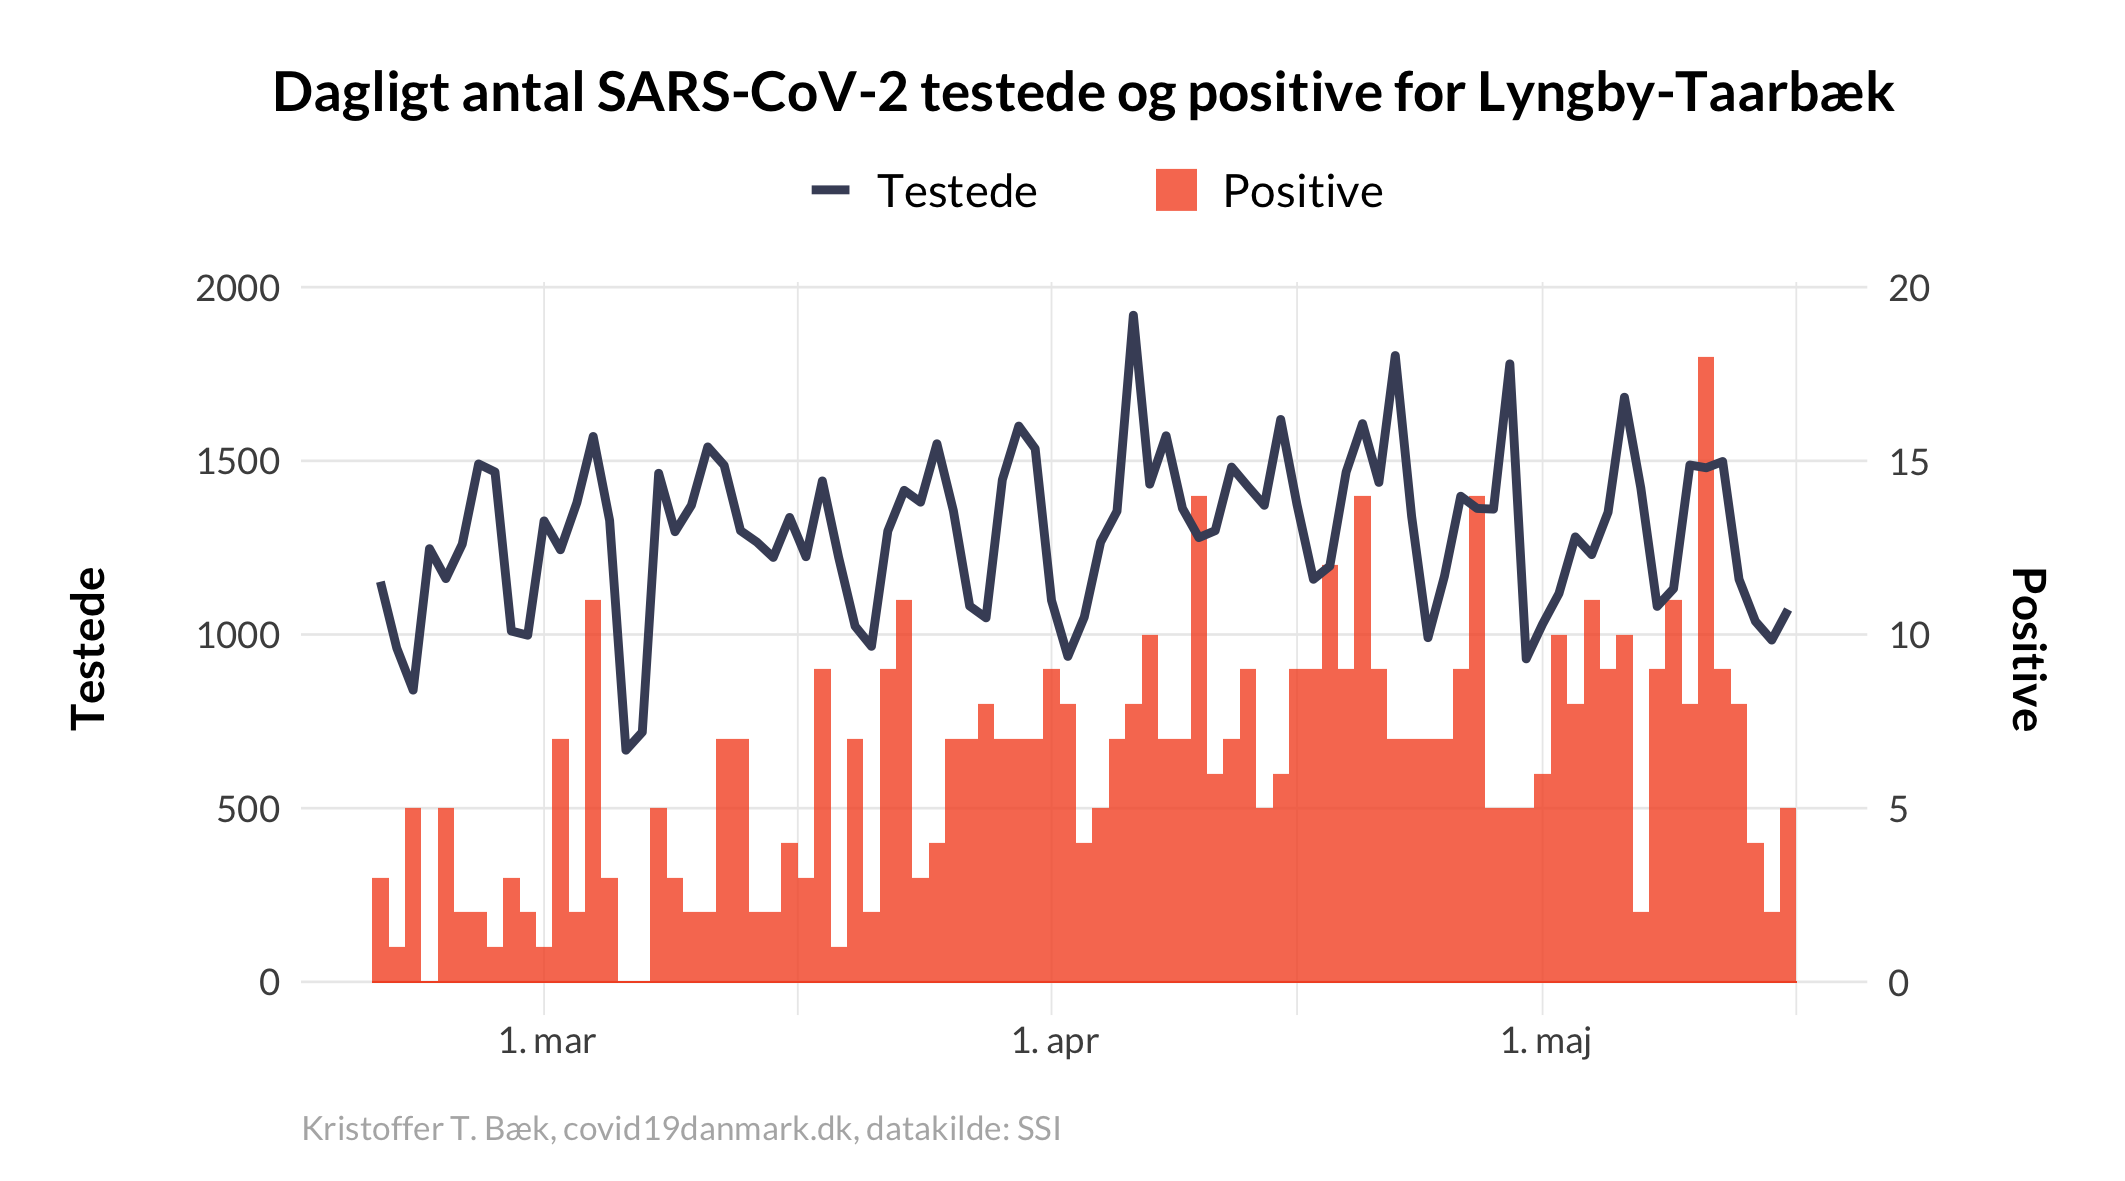 Dagligt antal SARS-CoV-2 testede og positive for Lyngby-Taarbæk
Testede
Positive
2000
1500
1000
500
0
Testede
20
15
10
5
0
Positive
1. mar
1. apr
1. maj
Kristoffer T. Bæk, covid19danmark.dk, datakilde: SSI